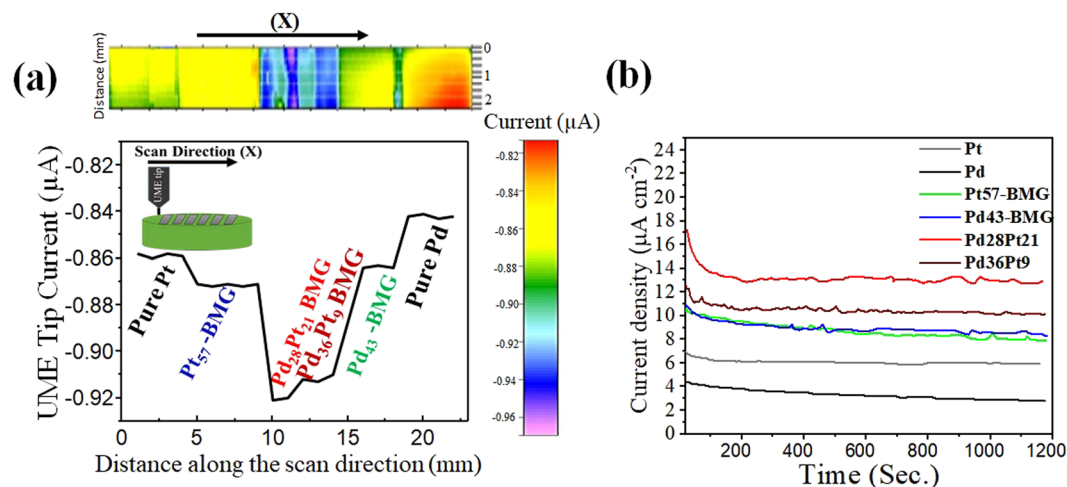 (X)
(a)
Distance (mm)
0
1
2
Current (µA)
Scan Direction (X)
UME tip
UME Tip Current (µA)
-0.82
-0.84
-0.86
-0.88
-0.90
-0.92
Pure Pt
Pt57-BMG
Pd28Pt21 BMG
Pd36Pt9 BMG
Pd43-BMG
Pure Pd
0 5 10 15 20
Distance along the scan direction (mm)
-0.82
-0.84
-0.86
-0.88
-0.90
-0.92
-0.94
-0.96
(b)
Current density (µA cm-2)
24
22
20
18
16
14
12
10
8
6
4
2
0
Pt
Pd
Pt57-BMG
Pd43-BMG
Pd28Pt21
Pd36Pt9
200 400 600 800 1000 1200
Time (Sec.)